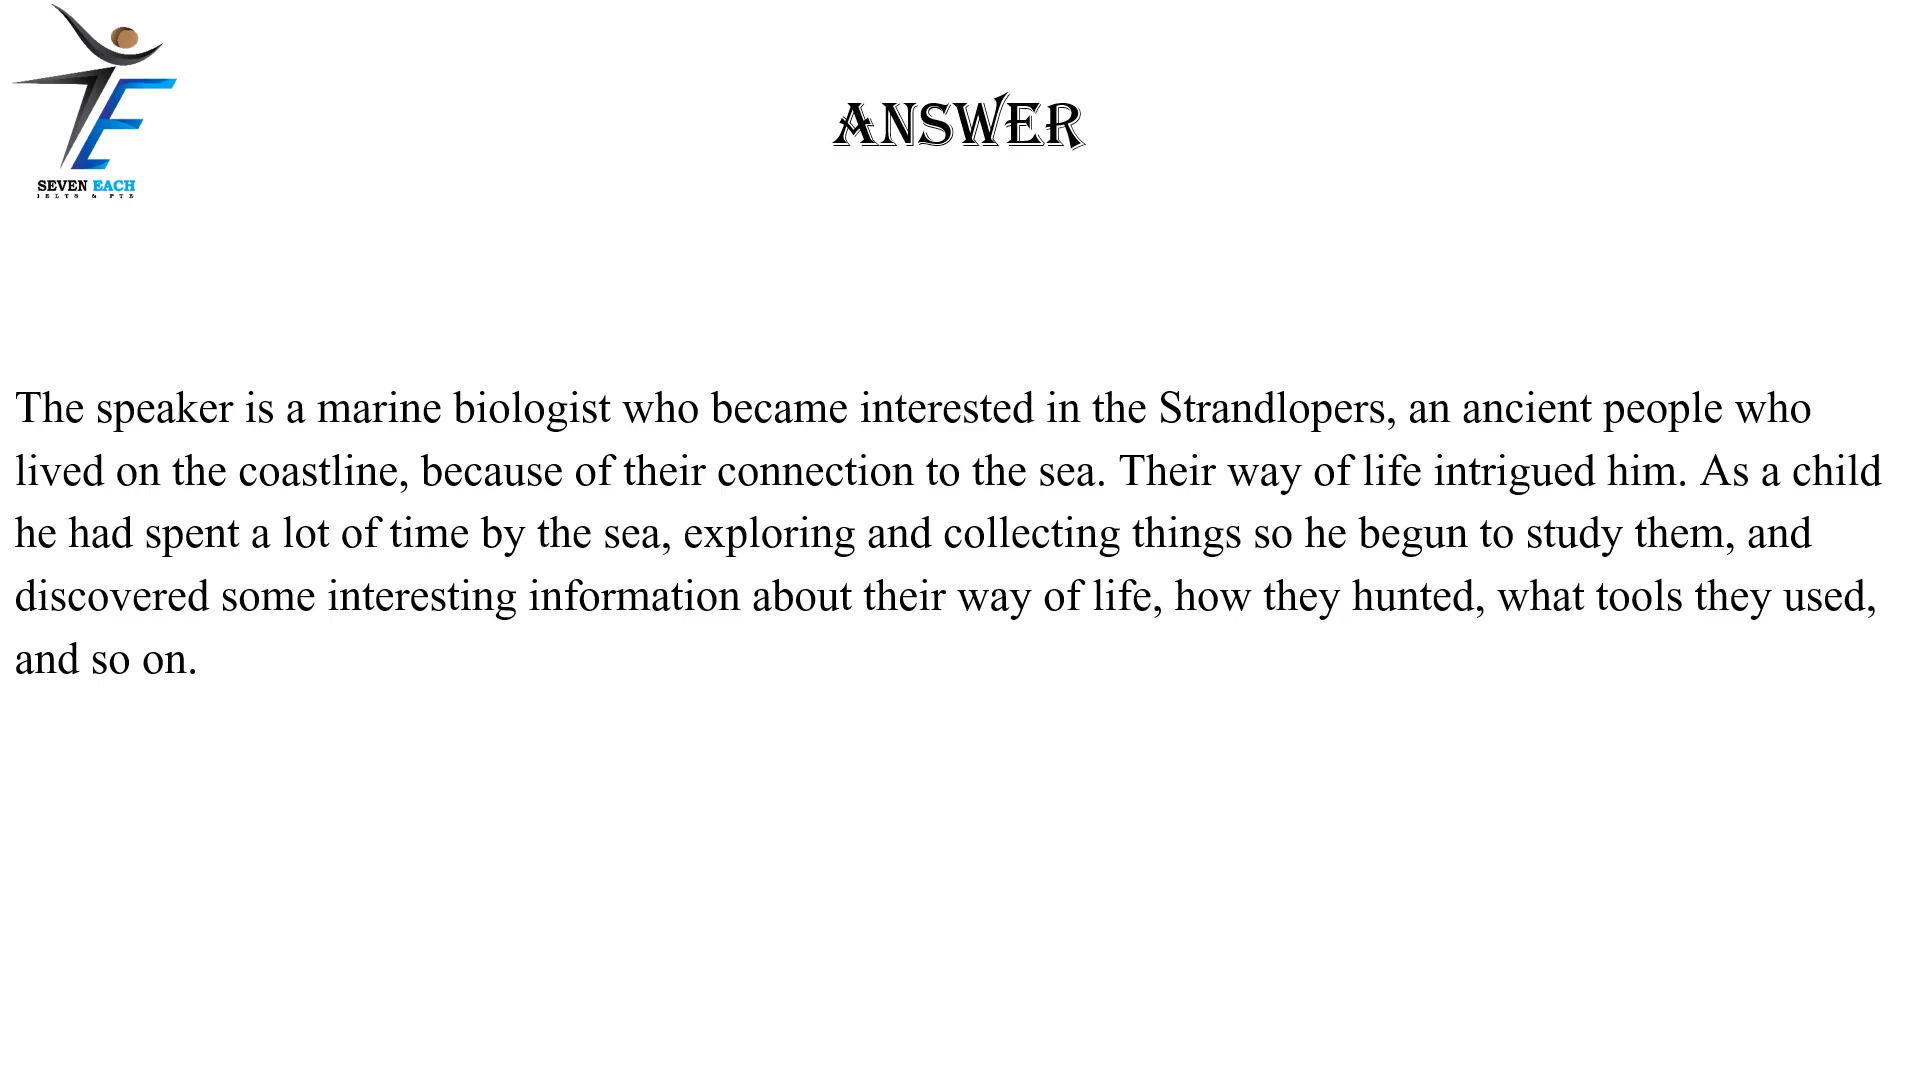 SEVEN EACH
IELTS & PTE
ANSWER
The speaker is a marine biologist who became interested in the Strandlopers, an ancient people who
lived on the coastline, because of their connection to the sea. Their way of life intrigued him. As a child
he had spent a lot of time by the sea, exploring and collecting things so he begun to study them, and
discovered some interesting information about their way of life, how they hunted, what tools they used,
and so on.